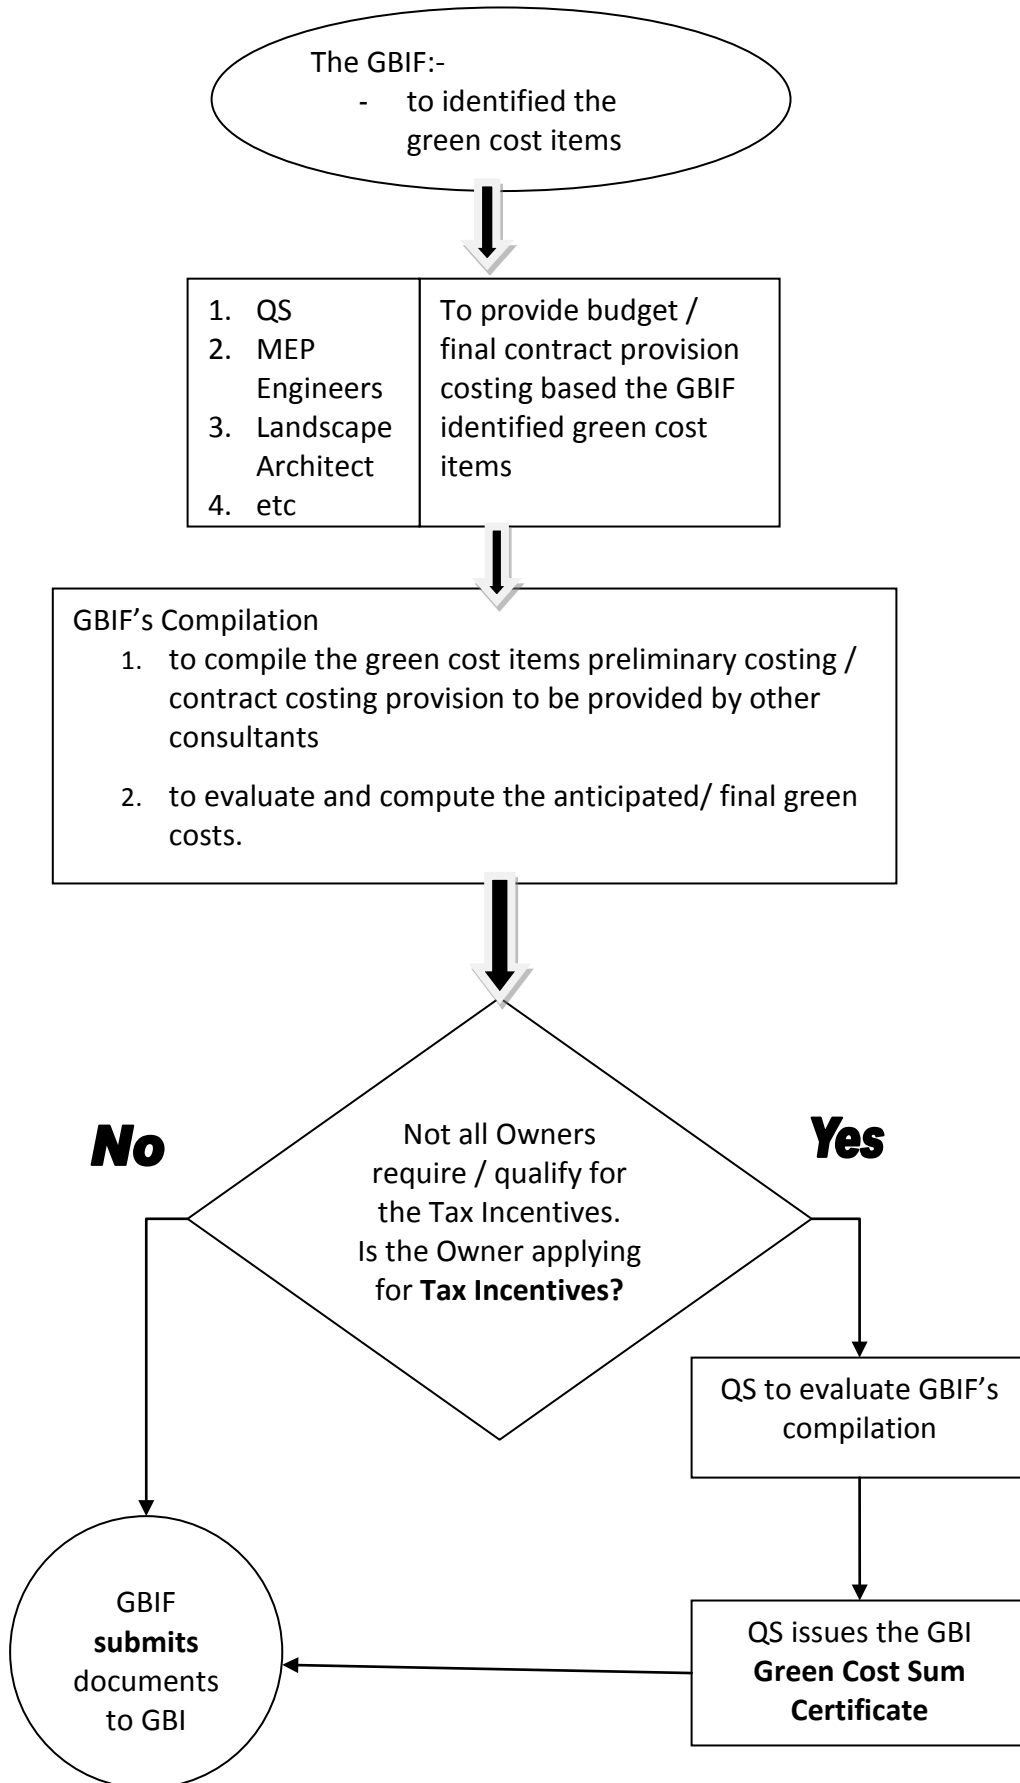 The GBIF:-
- to identified the
green cost items
1. QS
2. MEP
Engineers
3. Landscape
Architect
4. etc
To provide budget /
final contract provision
costing based the GBIF
identified green cost
items
GBIF’s Compilation
1. to compile the green cost items preliminary costing /
contract costing provision to be provided by other
consultants
2. to evaluate and compute the anticipated/ final green
costs.
No
Yes
Not all Owners
require / qualify for
the Tax Incentives.
Is the Owner applying
for Tax Incentives?
QS to evaluate GBIF’s
compilation
GBIF
submits
documents
to GBI
QS issues the GBI
Green Cost Sum
Certificate